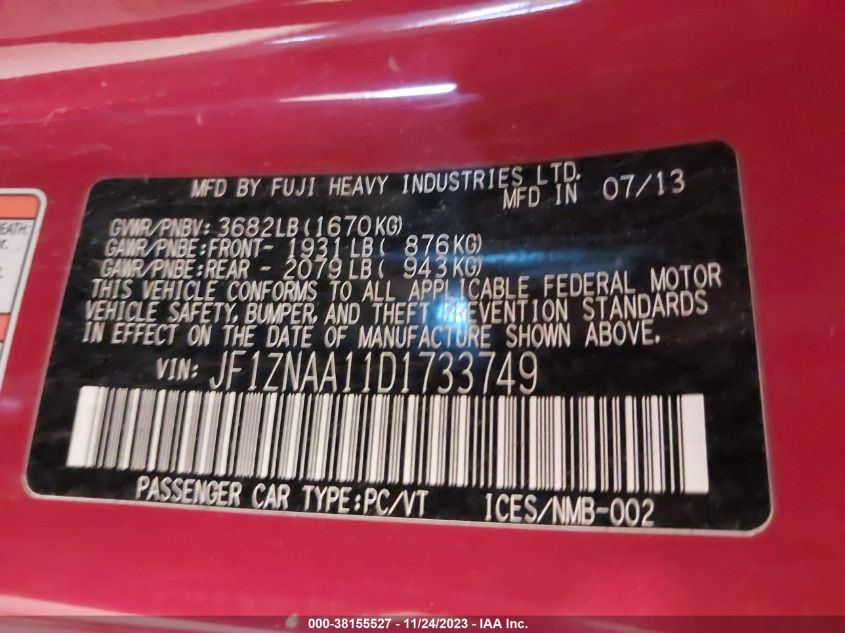 MFD BY FUJI HEAVY INDUSTRIES LTD.
MFD IN 07/13
GVWR/PNBV: 3682LB(1670KG)
GAWR/PNBE:FRONT- 1931LB( 876KG)
GAWR/PNBE:REAR - 2079LB( 943KG)
THIS VEHICLE CONFORMS TO ALL APPLICABLE FEDERAL MOTOR
VEHICLE SAFETY, BUMPER, AND THEFT PREVENTION STANDARDS
IN EFFECT ON THE DATE OF MANUFACTURE SHOWN ABOVE.
VIN: JF1ZNAA11D1733749
PASSENGER CAR TYPE:PC/VT ICES/NMB-002
DEATH:
000-38155527 - 11/24/2023 - IAA Inc.